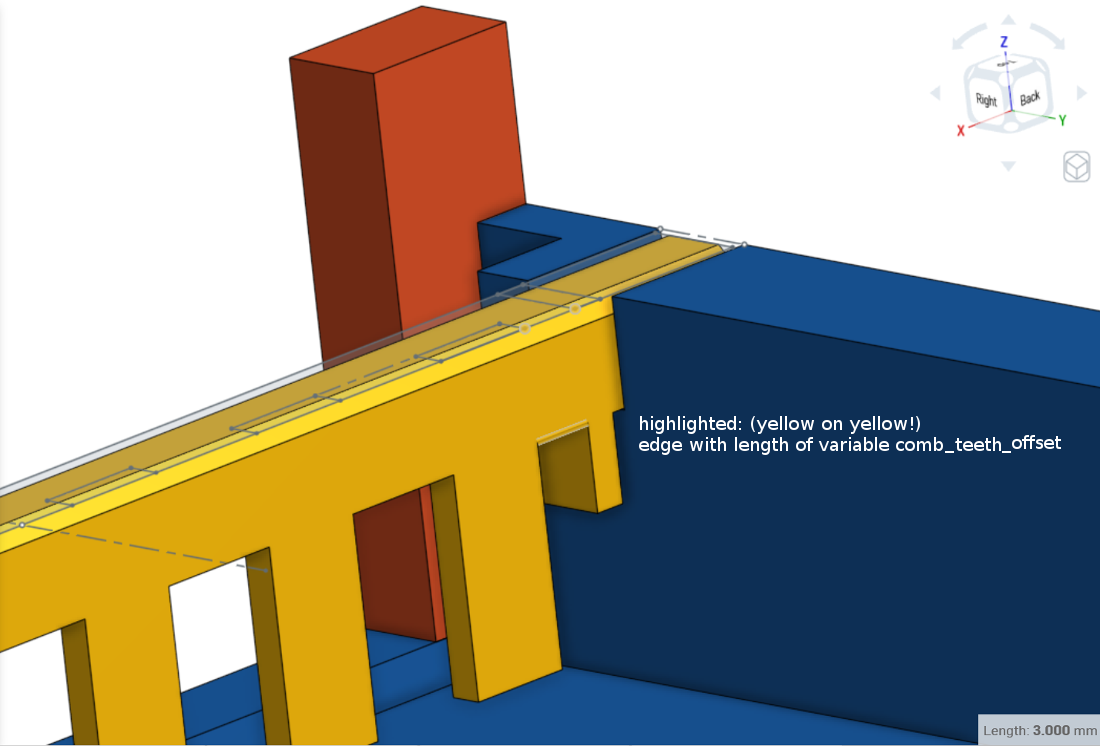 Z
Right
Back
X
Y
highlighted: (yellow on yellow!)
edge with length of variable comb_teeth_offset
Length: 3.000 mm